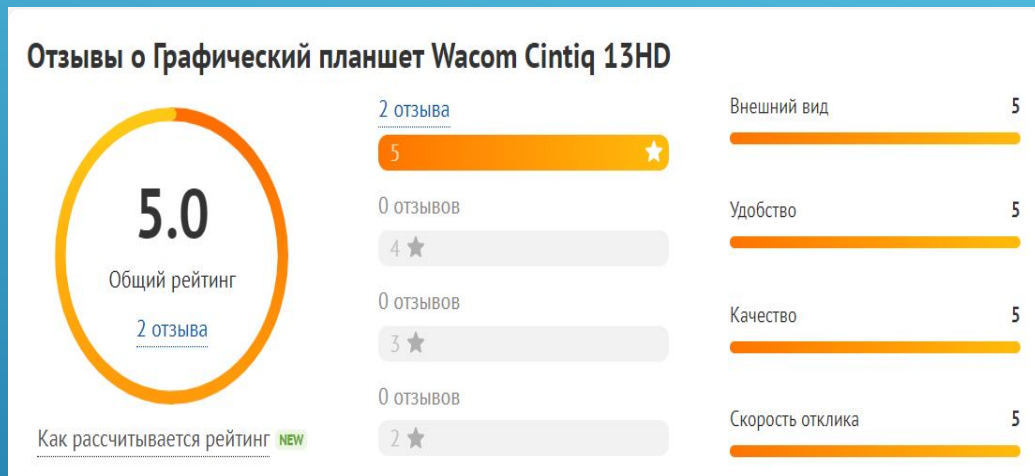 Отзывы о Графический планшет Wacom Cintiq 13HD
5.0
Общий рейтинг
2 отзыва
Как рассчитывается рейтинг NEW
2 отзыва
5
0 отзывов
4
0 отзывов
3
0 отзывов
2
Внешний вид 5
Удобство 5
Качество 5
Скорость отклика 5